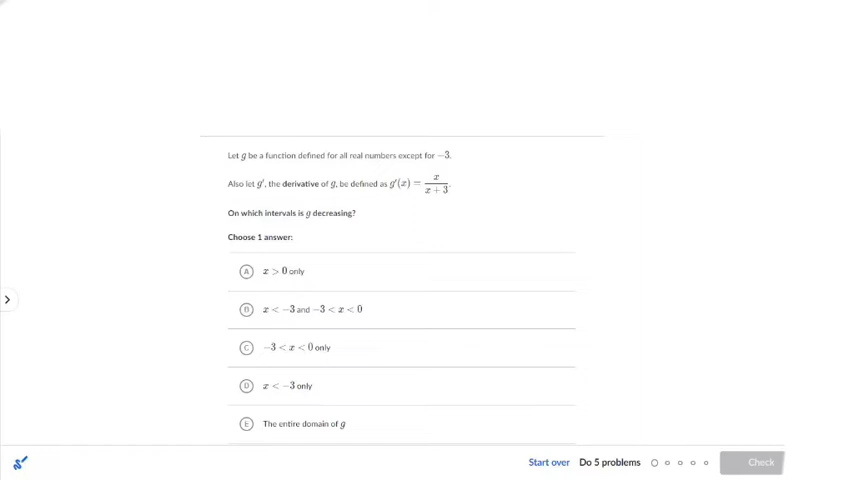 Let g be a function defined for all real numbers except for −3.
Also let g′, the derivative of g, be defined as g′(x) = x/(x + 3).
On which intervals is g decreasing?
Choose 1 answer:
A x > 0 only
B x < −3 and −3 < x < 0
C −3 < x < 0 only
D x < −3 only
E The entire domain of g
Start over Do 5 problems Check